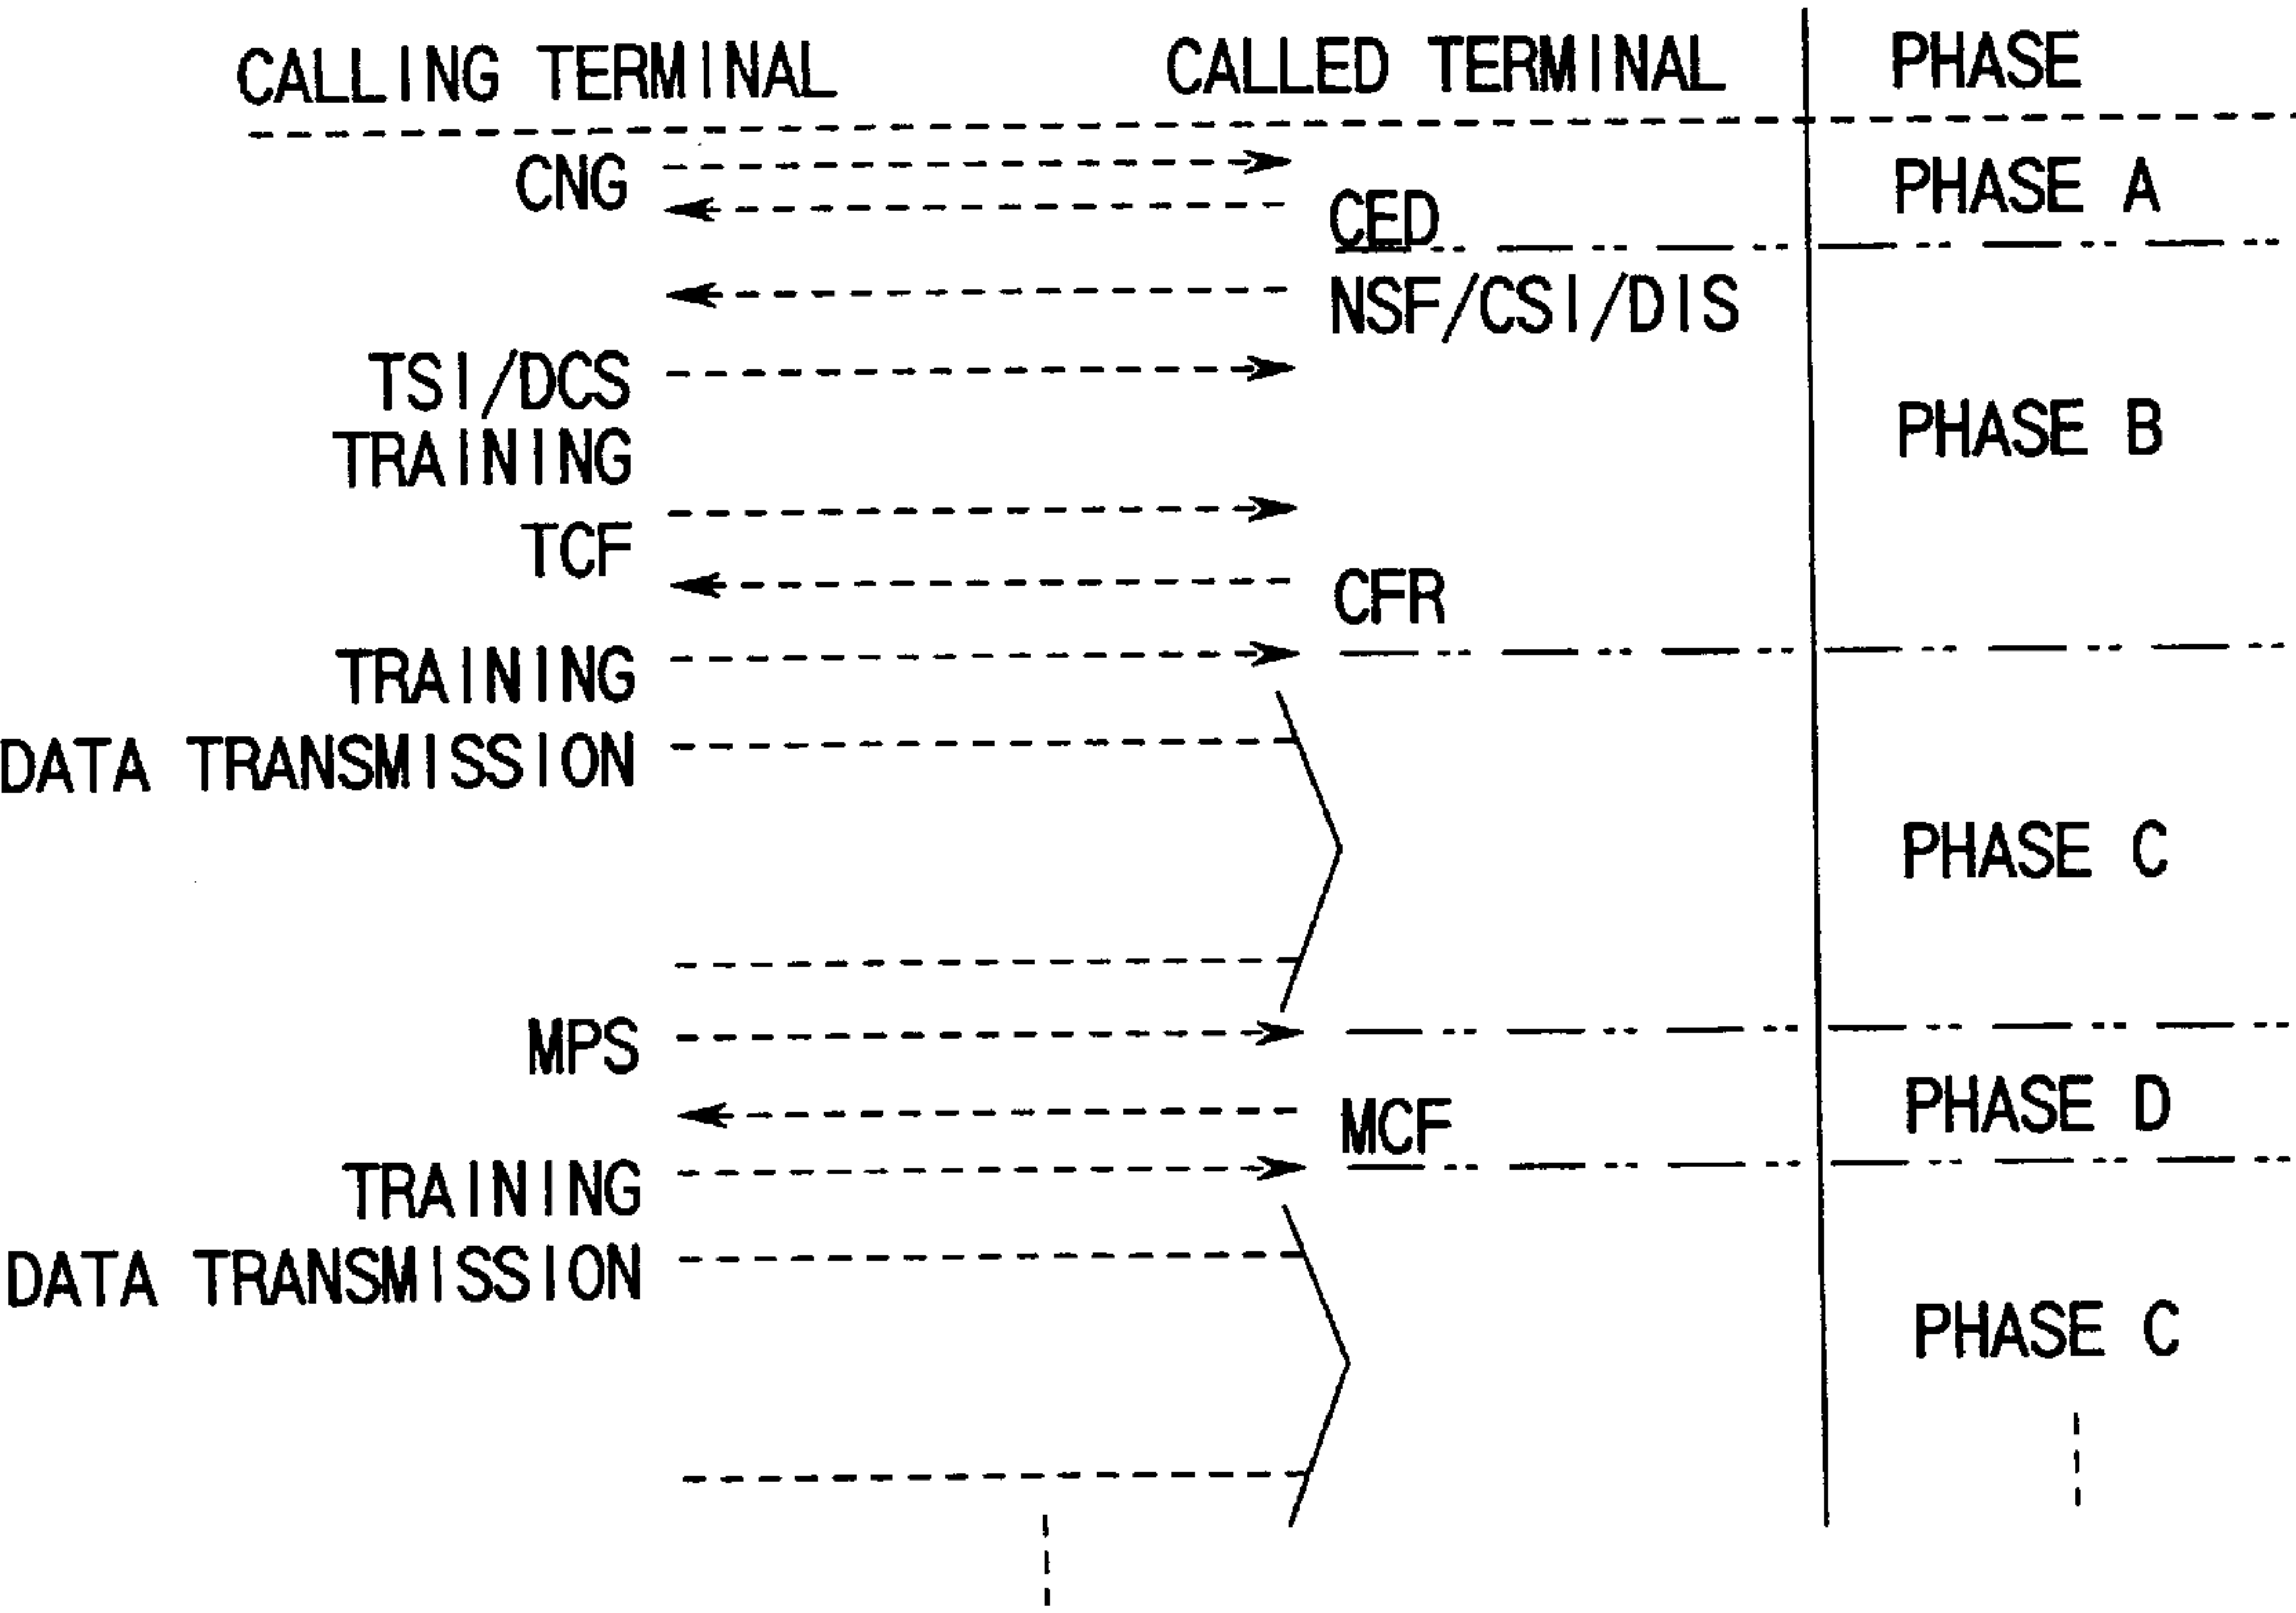 CALLING TERMINAL CALLED TERMINAL PHASE
CNG PHASE A
CED
NSF/CSI/DIS
TSI/DCS
TRAINING PHASE B
TCF
CFR
TRAINING
DATA TRANSMISSION
PHASE C
MPS
MCF PHASE D
TRAINING
DATA TRANSMISSION
PHASE C